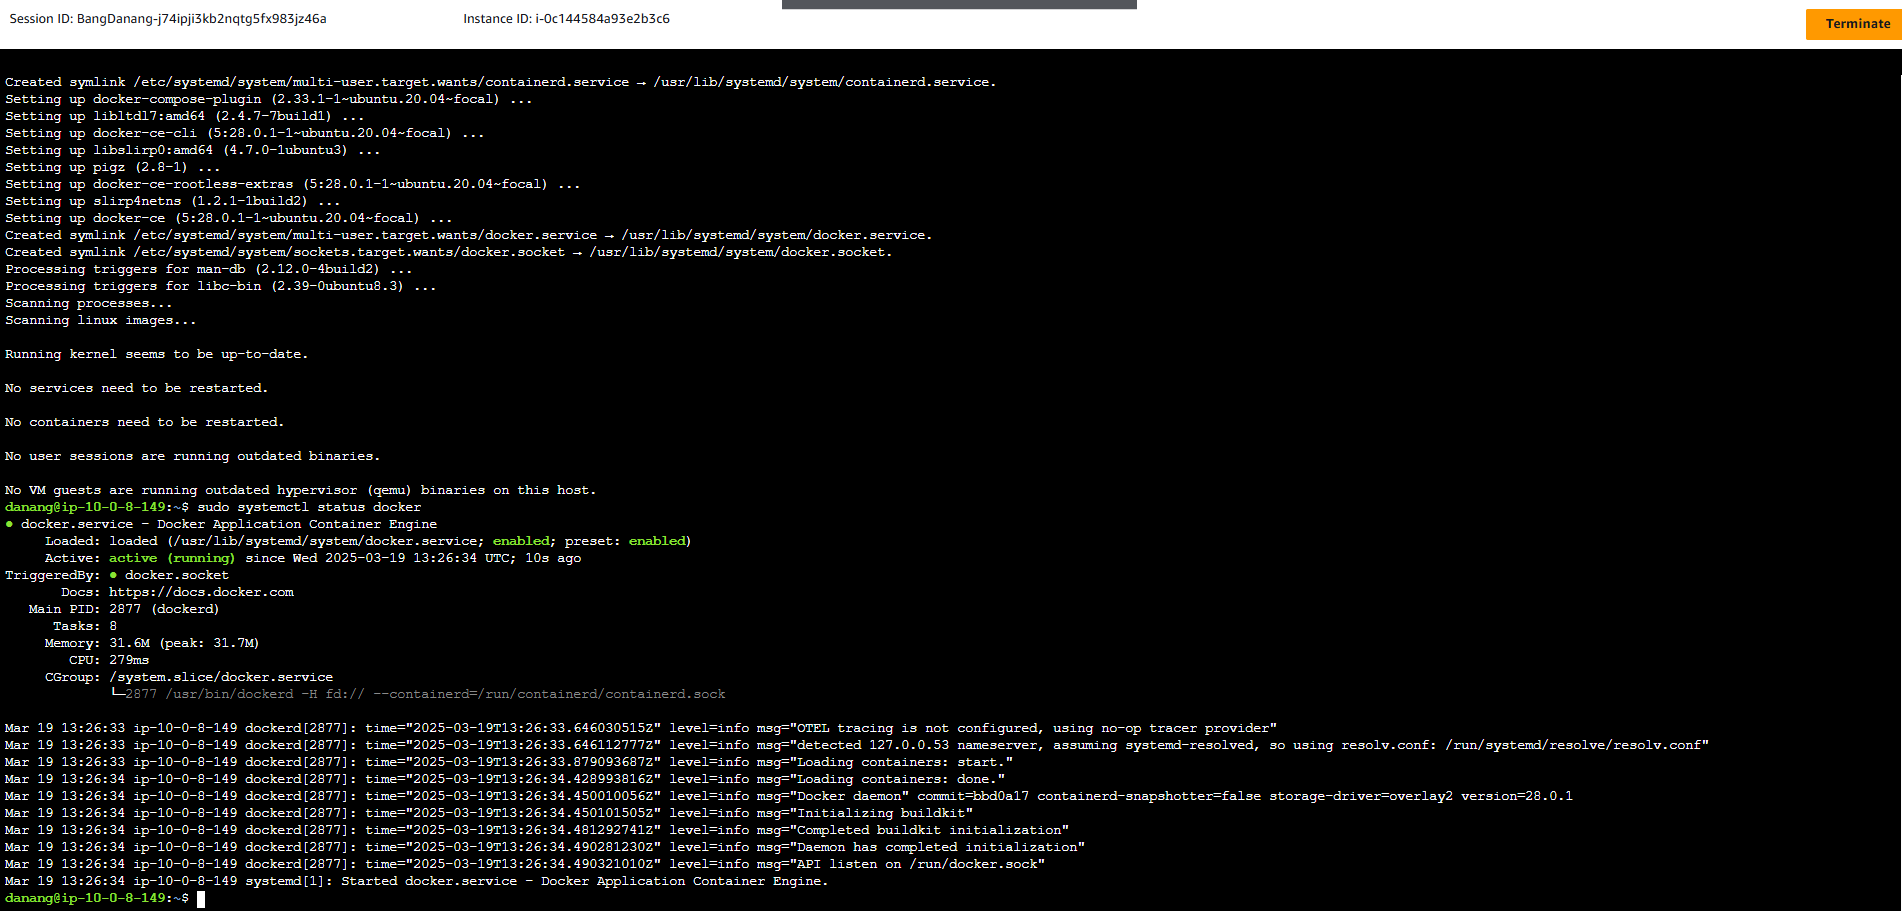 Session ID: BangDanang-j74ipji3kb2nqtg5fx983jz46a Instance ID: i-0c144584a93e2b3c6 Terminate
Created symlink /etc/systemd/system/multi-user.target.wants/containerd.service → /usr/lib/systemd/system/containerd.service.
Setting up docker-compose-plugin (2.33.1-1~ubuntu.20.04~focal) ...
Setting up libltdl7:amd64 (2.4.7-7build1) ...
Setting up docker-ce-cli (5:28.0.1-1~ubuntu.20.04~focal) ...
Setting up libslirp0:amd64 (4.7.0-1ubuntu3) ...
Setting up pigz (2.8-1) ...
Setting up docker-ce-rootless-extras (5:28.0.1-1~ubuntu.20.04~focal) ...
Setting up slirp4netns (1.2.1-1build2) ...
Setting up docker-ce (5:28.0.1-1~ubuntu.20.04~focal) ...
Created symlink /etc/systemd/system/multi-user.target.wants/docker.service → /usr/lib/systemd/system/docker.service.
Created symlink /etc/systemd/system/sockets.target.wants/docker.socket → /usr/lib/systemd/system/docker.socket.
Processing triggers for man-db (2.12.0-4build2) ...
Processing triggers for libc-bin (2.39-0ubuntu8.3) ...
Scanning processes...
Scanning linux images...
Running kernel seems to be up-to-date.
No services need to be restarted.
No containers need to be restarted.
No user sessions are running outdated binaries.
No VM guests are running outdated hypervisor (qemu) binaries on this host.
danang@ip-10-0-8-149:~$ sudo systemctl status docker
● docker.service - Docker Application Container Engine
Loaded: loaded (/usr/lib/systemd/system/docker.service; enabled; preset: enabled)
Active: active (running) since Wed 2025-03-19 13:26:34 UTC; 10s ago
TriggeredBy: ● docker.socket
Docs: https://docs.docker.com
Main PID: 2877 (dockerd)
Tasks: 8
Memory: 31.6M (peak: 31.7M)
CPU: 279ms
CGroup: /system.slice/docker.service
└─2877 /usr/bin/dockerd -H fd:// --containerd=/run/containerd/containerd.sock
Mar 19 13:26:33 ip-10-0-8-149 dockerd[2877]: time="2025-03-19T13:26:33.646030515Z" level=info msg="OTEL tracing is not configured, using no-op tracer provider"
Mar 19 13:26:33 ip-10-0-8-149 dockerd[2877]: time="2025-03-19T13:26:33.646112777Z" level=info msg="detected 127.0.0.53 nameserver, assuming systemd-resolved, so using resolv.conf: /run/systemd/resolve/resolv.conf"
Mar 19 13:26:33 ip-10-0-8-149 dockerd[2877]: time="2025-03-19T13:26:33.879093687Z" level=info msg="Loading containers: start."
Mar 19 13:26:34 ip-10-0-8-149 dockerd[2877]: time="2025-03-19T13:26:34.428993816Z" level=info msg="Loading containers: done."
Mar 19 13:26:34 ip-10-0-8-149 dockerd[2877]: time="2025-03-19T13:26:34.450010056Z" level=info msg="Docker daemon" commit=bbd0a17 containerd-snapshotter=false storage-driver=overlay2 version=28.0.1
Mar 19 13:26:34 ip-10-0-8-149 dockerd[2877]: time="2025-03-19T13:26:34.450101505Z" level=info msg="Initializing buildkit"
Mar 19 13:26:34 ip-10-0-8-149 dockerd[2877]: time="2025-03-19T13:26:34.481292741Z" level=info msg="Completed buildkit initialization"
Mar 19 13:26:34 ip-10-0-8-149 dockerd[2877]: time="2025-03-19T13:26:34.490281230Z" level=info msg="Daemon has completed initialization"
Mar 19 13:26:34 ip-10-0-8-149 dockerd[2877]: time="2025-03-19T13:26:34.490321010Z" level=info msg="API listen on /run/docker.sock"
Mar 19 13:26:34 ip-10-0-8-149 systemd[1]: Started docker.service - Docker Application Container Engine.
danang@ip-10-0-8-149:~$